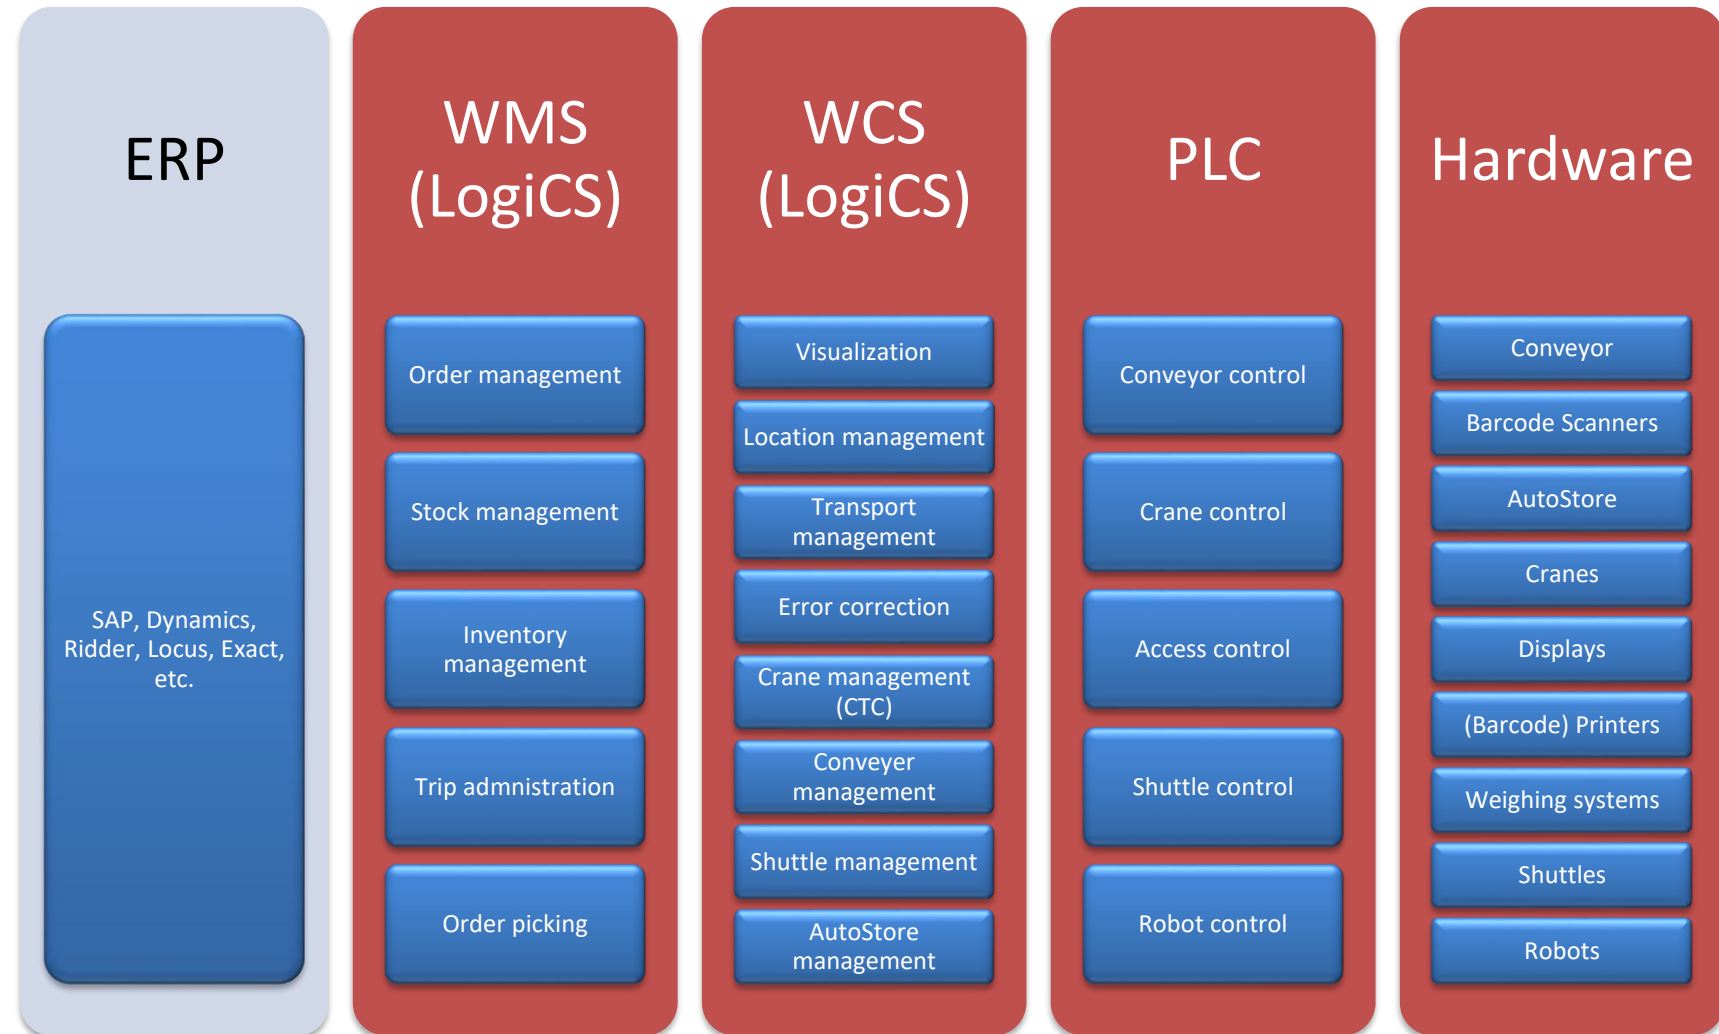 ERP
SAP, Dynamics,
Ridder, Locus, Exact,
etc.
WMS
(LogiCS)
Order management
Stock management
Inventory
management
Trip admnistration
Order picking
WCS
(LogiCS)
Visualization
Location management
Transport
management
Error correction
Crane management
(CTC)
Conveyer
management
Shuttle management
AutoStore
management
PLC
Conveyor control
Crane control
Access control
Shuttle control
Robot control
Hardware
Conveyor
Barcode Scanners
AutoStore
Cranes
Displays
(Barcode) Printers
Weighing systems
Shuttles
Robots